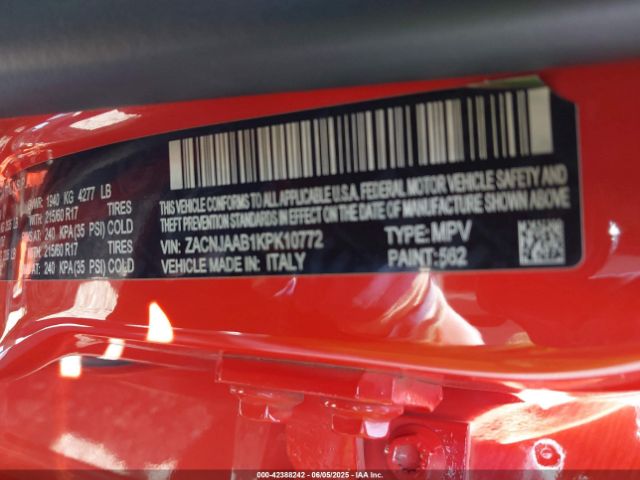 GVWR: 1940 KG 4277 LB
WITH 215/60 R17 TIRES
AT: 240 KPA(35 PSI) COLD
WITH 215/60 R17 TIRES
AT: 240 KPA(35 PSI) COLD
THIS VEHICLE CONFORMS TO ALL APPLICABLE U.S.A. FEDERAL MOTOR VEHICLE SAFETY AND
THEFT PREVENTION STANDARDS IN EFFECT ON THE DATE OF MANUFACTURE SHOWN ABOVE
VIN: ZACNJAAB1KPK10772 TYPE: MPV
VEHICLE MADE IN: ITALY PAINT: 562
000-42388242 - 06/05/2025 - IAA Inc.